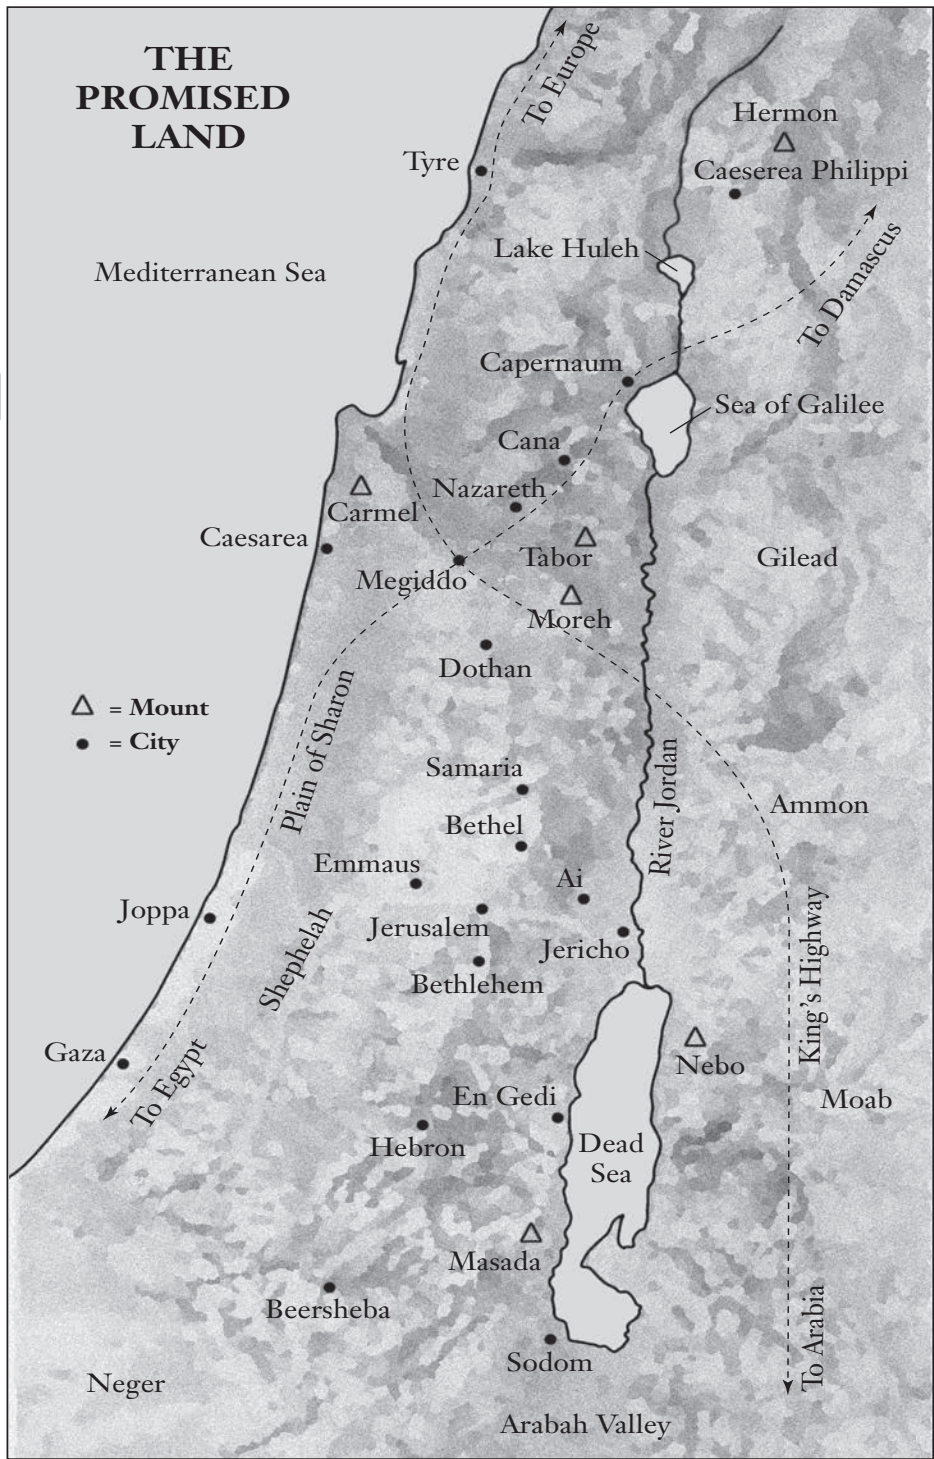 THE
PROMISED
LAND
To Europe
Hermon
Tyre
Caeserea Philippi
Lake Huleh
Mediterranean Sea
To Damascus
Capernaum
Sea of Galilee
Cana
Nazareth
Carmel
Caesarea
Tabor
Gilead
Megiddo
Moreh
Dothan
Plain of Sharon
△ = Mount
● = City
Samaria
River Jordan
Ammon
Bethel
Emmaus
Ai
Joppa
Jerusalem
Jericho
Shephelah
Bethlehem
King's Highway
Gaza
To Egypt
Nebo
En Gedi
Moab
Hebron
Dead
Sea
Masada
Beersheba
To Arabia
Sodom
Neger
Arabah Valley